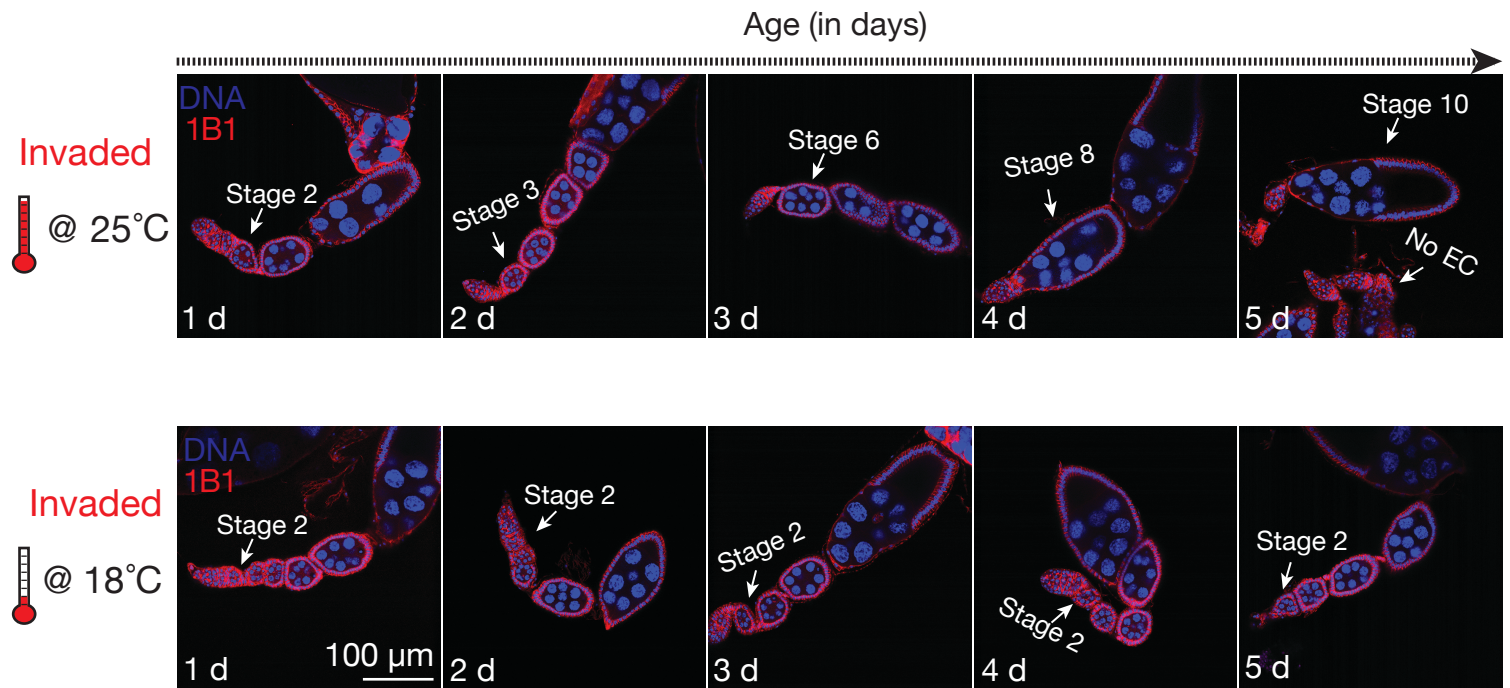 Age (in days)
DNA
1B1
Invaded
@ 25°C
Stage 2
1 d
Stage 3
2 d
Stage 6
3 d
Stage 8
4 d
Stage 10
No EC
5 d
DNA
1B1
Invaded
@ 18°C
Stage 2
1 d
100 µm
Stage 2
2 d
Stage 2
3 d
Stage 2
4 d
Stage 2
5 d